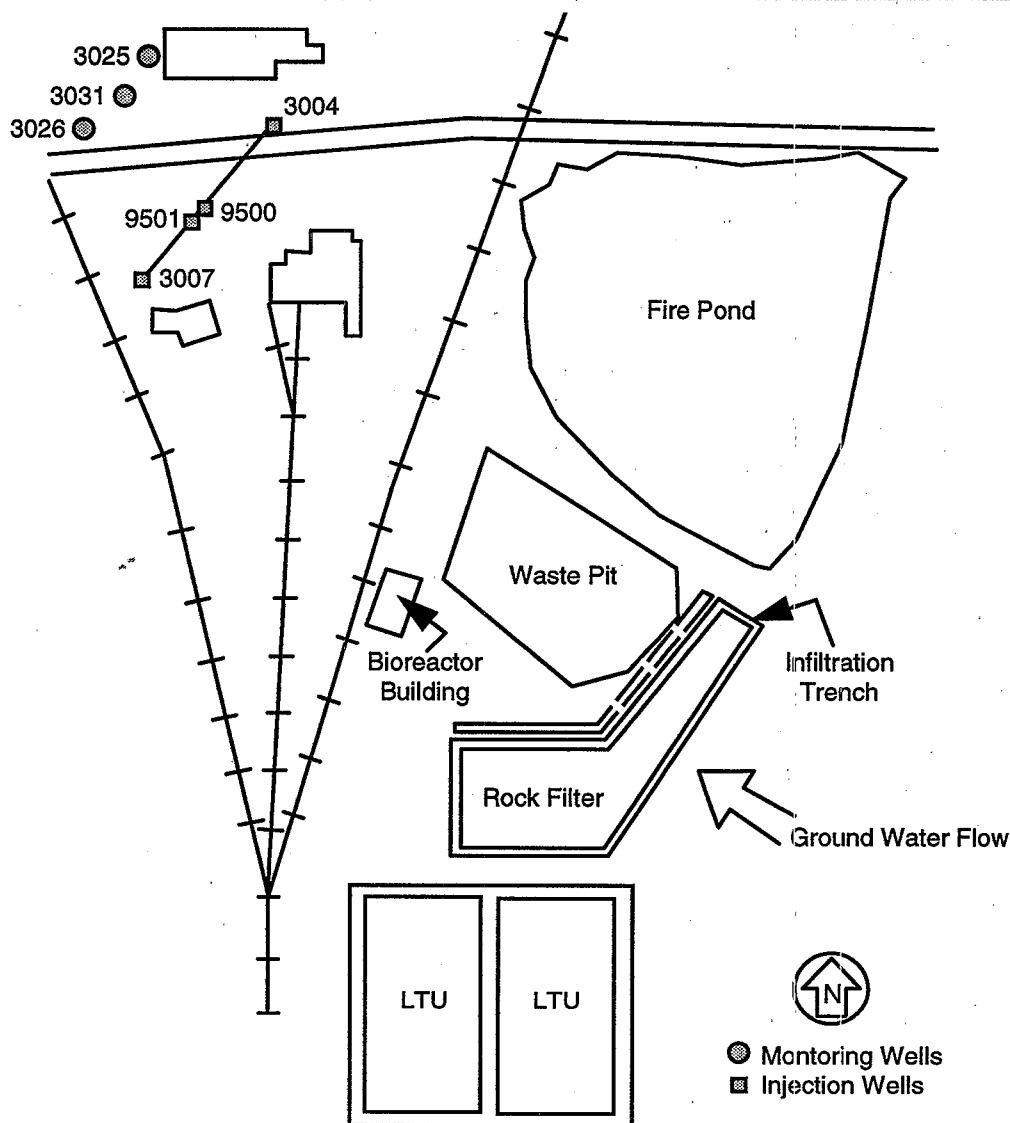 3025
3031
3026
3004
9501
9500
3007
Fire Pond
Waste Pit
Bioreactor
Building
Infiltration
Trench
Rock Filter
Ground Water Flow
LTU
LTU
N
Montoring Wells
Injection Wells